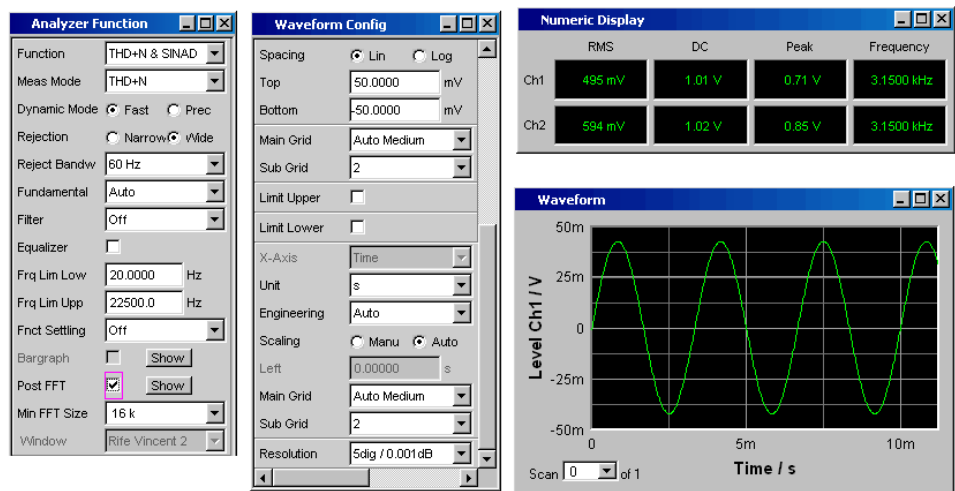 Analyzer Function
Function THD+N & SINAD
Meas Mode THD+N
Dynamic Mode Fast Prec
Rejection Narrow Wide
Reject Bandw 60 Hz
Fundamental Auto
Filter Off
Equalizer
Frq Lim Low 20.0000 Hz
Frq Lim Upp 22500.0 Hz
Fnct Settling Off
Bargraph Show
Post FFT Show
Min FFT Size 16 k
Window Rife Vincent 2
Waveform Config
Spacing Lin Log
Top 50.0000 mV
Bottom -50.0000 mV
Main Grid Auto Medium
Sub Grid 2
Limit Upper
Limit Lower
X-Axis Time
Unit s
Engineering Auto
Scaling Manu Auto
Left 0.00000 s
Main Grid Auto Medium
Sub Grid 2
Resolution 5dig / 0.001dB
Numeric Display
RMS DC Peak Frequency
Ch1 495 mV 1.01 V 0.71 V 3.1500 kHz
Ch2 594 mV 1.02 V 0.85 V 3.1500 kHz
Waveform
Level Ch1 / V
50m
25m
0
-25m
-50m
0 5m 10m
Time / s
Scan 0 of 1